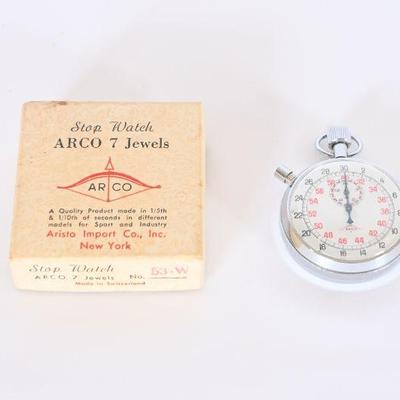 Stop Watch
ARCO 7 Jewels
ARCO
A Quality Product made in 1/5th
& 1/10th of seconds in different
models for Sport and Industry
Aristo Import Co., Inc.
New York
Stop Watch
ARCO 7 Jewels No. 53-W
Made in Switzerland